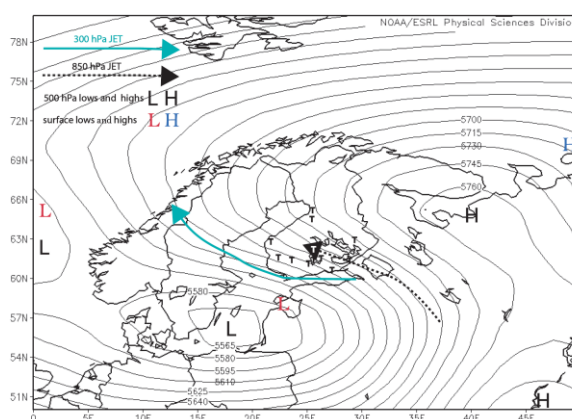 NOAA/ESRL Physical Sciences Division
78N
300 hPa JET
75N
850 hPa JET
500 hPa lows and highs L H
surface lows and highs L H
72N
5700
5715
5730
H
69N
5745
5760
66N
L
T
H
T
T
T
63N
L
T
T
T
T
T
T
60N
5580
L
57N
L
5565
5580
54N
5595
5610
5625
51N
5640
H
0
5E
10E
15E
20E
25E
30E
35E
40E
45E